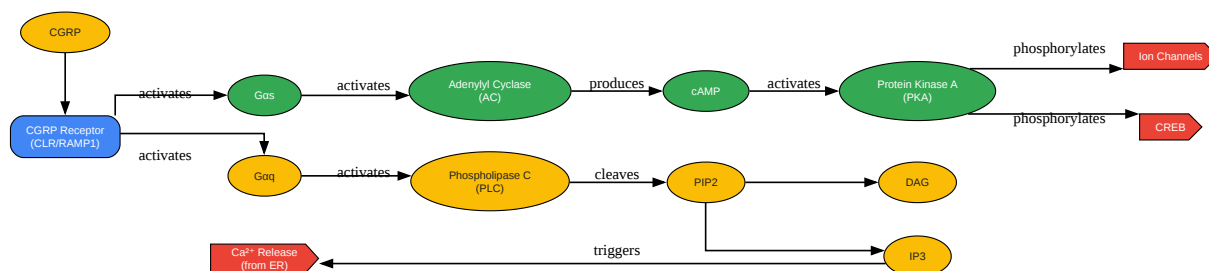 CGRP
phosphorylates
Ion Channels
activates
Gαs
activates
Adenylyl Cyclase
(AC)
produces
cAMP
activates
Protein Kinase A
(PKA)
phosphorylates
CREB
CGRP Receptor
(CLR/RAMP1)
activates
Gαq
activates
Phospholipase C
(PLC)
cleaves
PIP2
DAG
Ca²⁺ Release
(from ER)
triggers
IP3